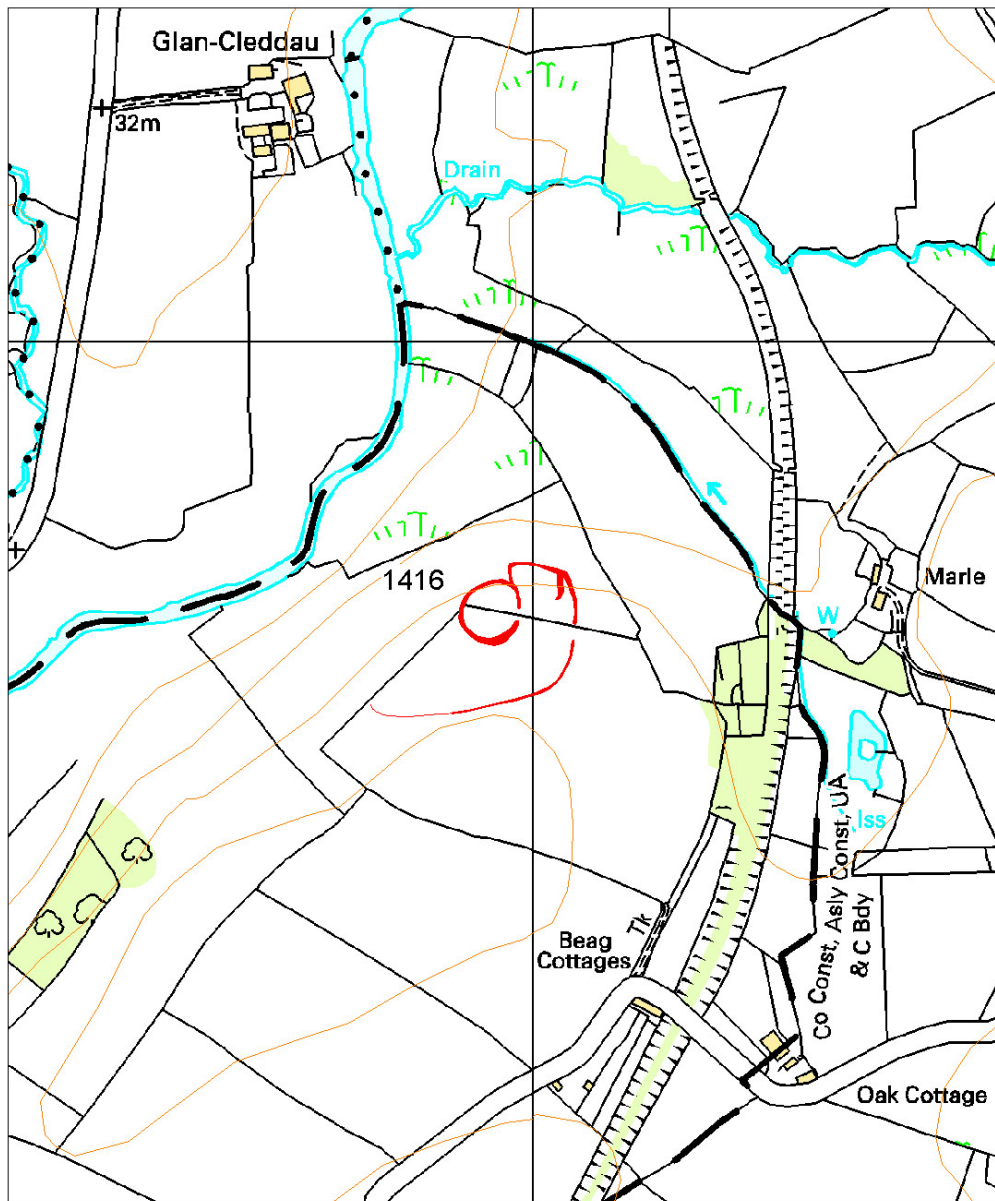 Glan-Cleddau
32m
Drain
1416
Marle
W
Iss
Co Const, Asly Const, UA
& C Bdy
Tk
Beag
Cottages
Oak Cottage